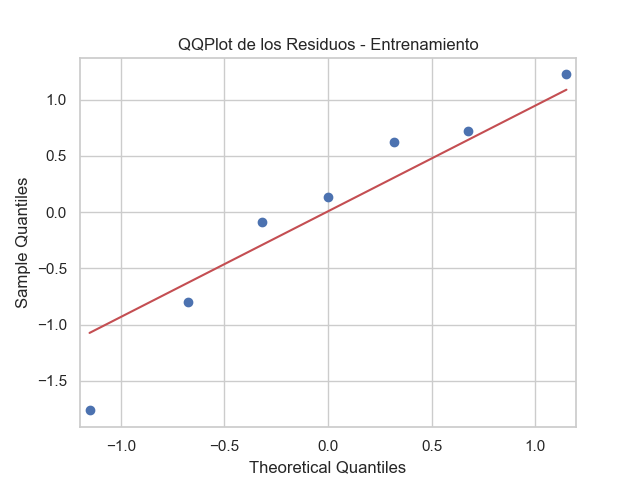 QQPlot de los Residuos - Entrenamiento
1.0
0.5
0.0
−0.5
−1.0
−1.5
Sample Quantiles
−1.0 −0.5 0.0 0.5 1.0
Theoretical Quantiles